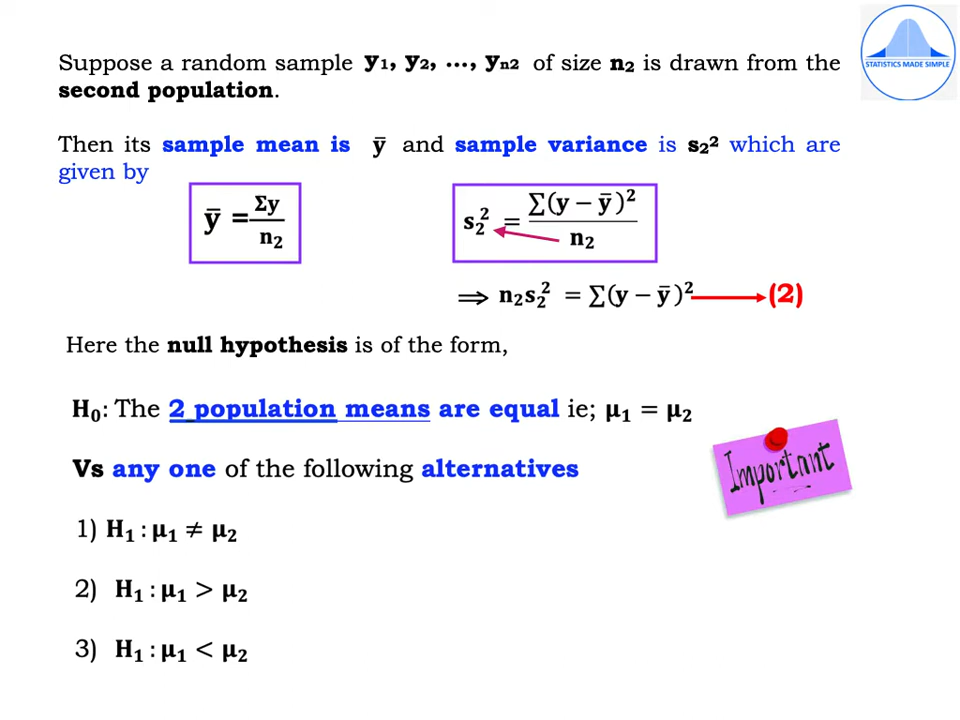 STATISTICS MADE SIMPLE
Suppose a random sample y₁, y₂, …, yₙ₂ of size n₂ is drawn from the
second population.
Then its sample mean is ȳ and sample variance is s₂² which are
given by
ȳ = Σy / n₂
s₂² = Σ(y − ȳ)² / n₂
⇒ n₂s₂² = Σ(y − ȳ)² → (2)
Here the null hypothesis is of the form,
H₀: The 2 population means are equal ie; μ₁ = μ₂
Vs any one of the following alternatives
Important
1) H₁ : μ₁ ≠ μ₂
2) H₁ : μ₁ > μ₂
3) H₁ : μ₁ < μ₂